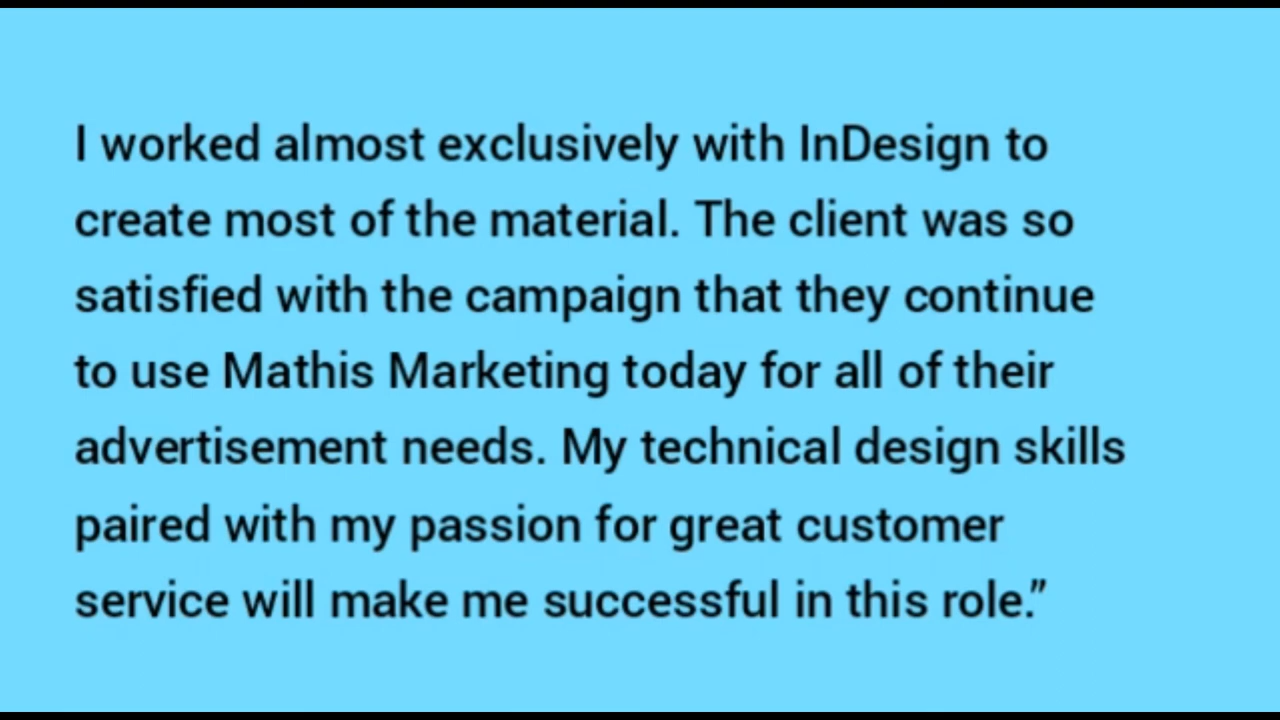 I worked almost exclusively with InDesign to
create most of the material. The client was so
satisfied with the campaign that they continue
to use Mathis Marketing today for all of their
advertisement needs. My technical design skills
paired with my passion for great customer
service will make me successful in this role.”